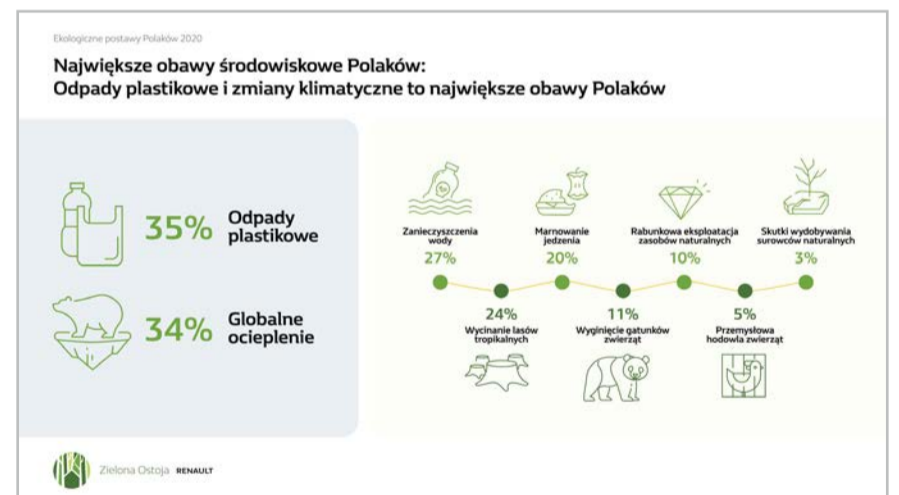 Ekologiczne postawy Polaków 2020
Największe obawy środowiskowe Polaków:
Odpady plastikowe i zmiany klimatyczne to największe obawy Polaków
35%
Odpady
plastikowe
34%
Globalne
ocieplenie
Zanieczyszczenia
wody
27%
24%
Wycinanie lasów
tropikalnych
Marnowanie
jedzenia
20%
11%
Wyginięcie gatunków
zwierząt
Rabunkowa eksploatacja
zasobów naturalnych
10%
5%
Przemysłowa
hodowla zwierząt
Skutki wydobywania
surowców naturalnych
3%
Zielona Ostoja RENAULT